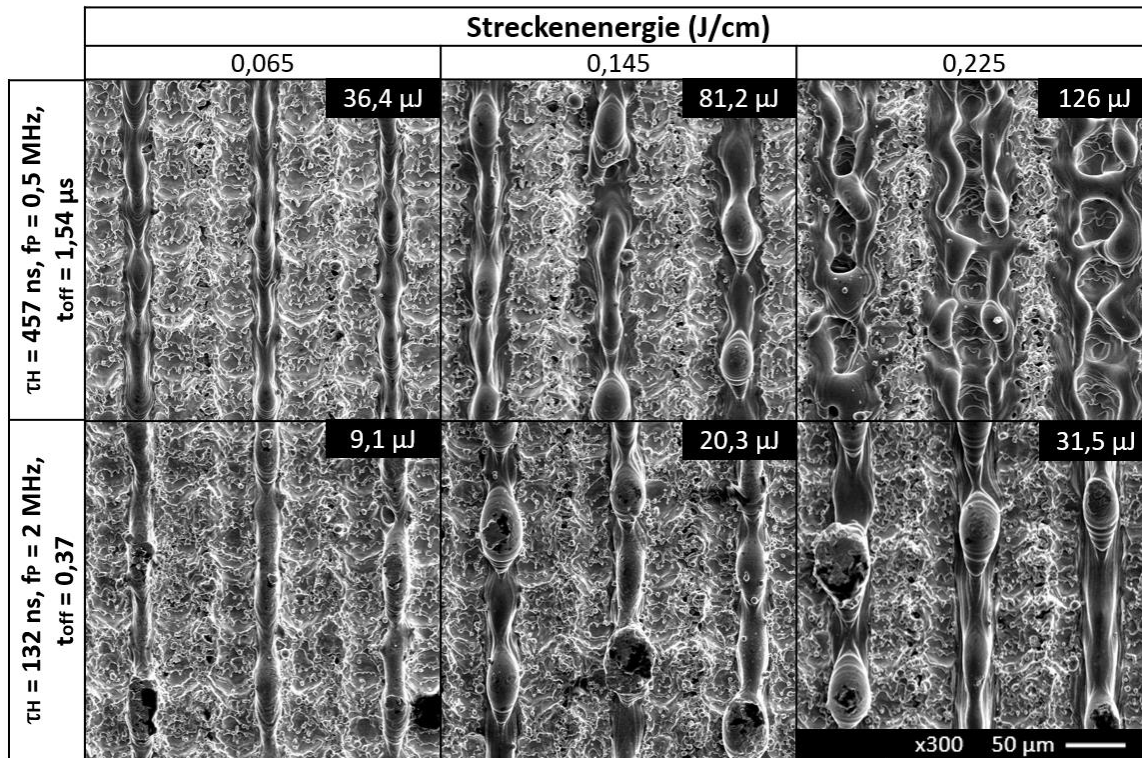 Streckenenergie (J/cm)
0,065
0,145
0,225
τH = 457 ns, fP = 0,5 MHz,
toff = 1,54 µs
36,4 µJ
81,2 µJ
126 µJ
τH = 132 ns, fP = 2 MHz,
toff = 0,37
9,1 µJ
20,3 µJ
31,5 µJ
x300 50 µm